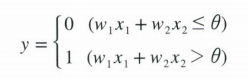 y = { 0 (w₁x₁ + w₂x₂ ≤ θ)
1 (w₁x₁ + w₂x₂ > θ)